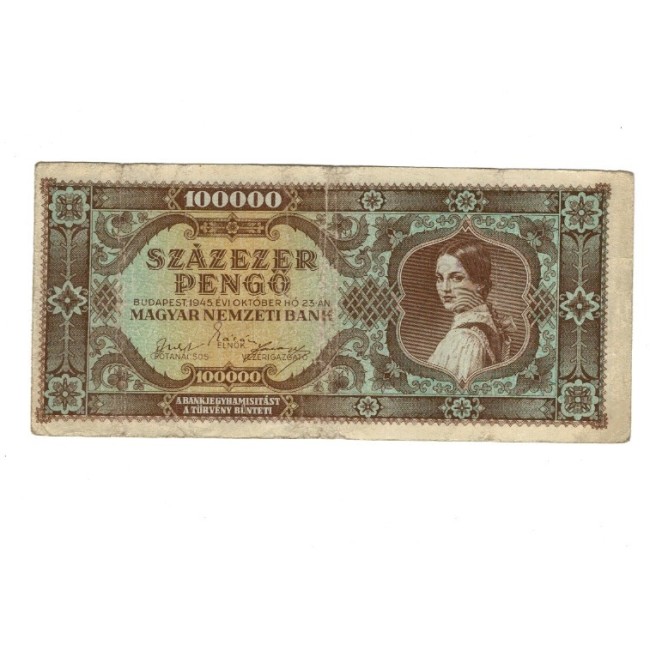 100000
SZÁZEZER
PENGŐ
BUDAPEST, 1945. ÉVI OKTÓBER HÓ 23-ÁN
MAGYAR NEMZETI BANK
FŐTANÁCSOS ELNÖK VEZÉRIGAZGATÓ
100000
A BANKJEGYHAMISÍTÁST
A TÖRVÉNY BÜNTETI